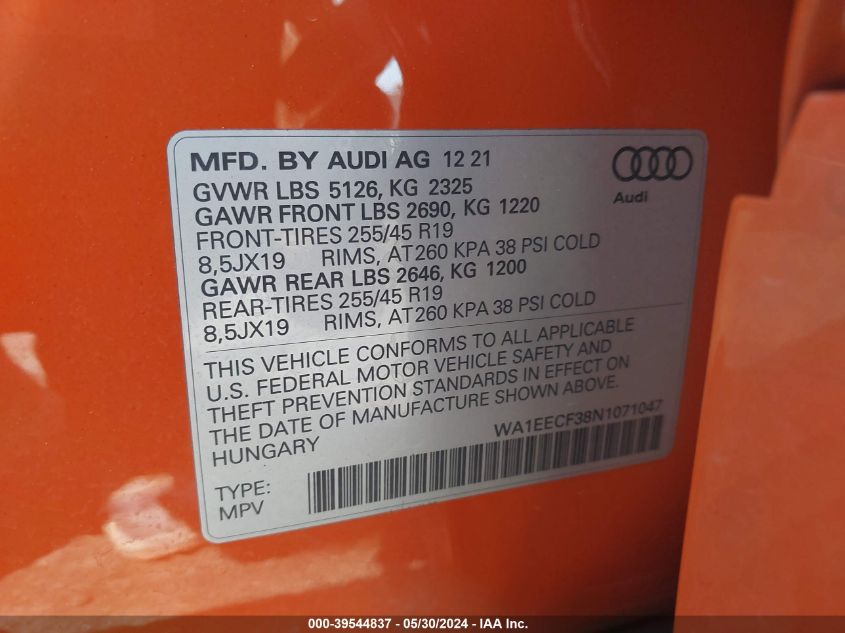 MFD. BY AUDI AG 12 21
Audi
GVWR LBS 5126, KG 2325
GAWR FRONT LBS 2690, KG 1220
FRONT-TIRES 255/45 R19
8,5JX19 RIMS, AT260 KPA 38 PSI COLD
GAWR REAR LBS 2646, KG 1200
REAR-TIRES 255/45 R19
8,5JX19 RIMS, AT260 KPA 38 PSI COLD
THIS VEHICLE CONFORMS TO ALL APPLICABLE
U.S. FEDERAL MOTOR VEHICLE SAFETY AND
THEFT PREVENTION STANDARDS IN EFFECT ON
THE DATE OF MANUFACTURE SHOWN ABOVE.
HUNGARY
WA1EECF38N1071047
TYPE:
MPV
000-39544837 - 05/30/2024 - IAA Inc.